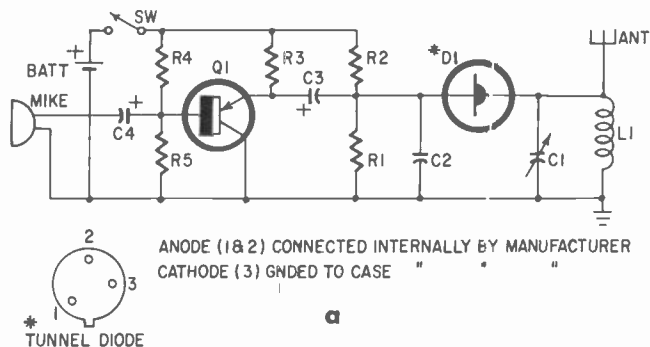 SW
ANT
+
BATT
R4
Q1
R3
C3
R2
*D1
MIKE
+
C4
+
R5
R1
C2
C1
L1
2
3
1
ANODE (1&2) CONNECTED INTERNALLY BY MANUFACTURER
CATHODE (3) GNDED TO CASE " " "
*
TUNNEL DIODE
a